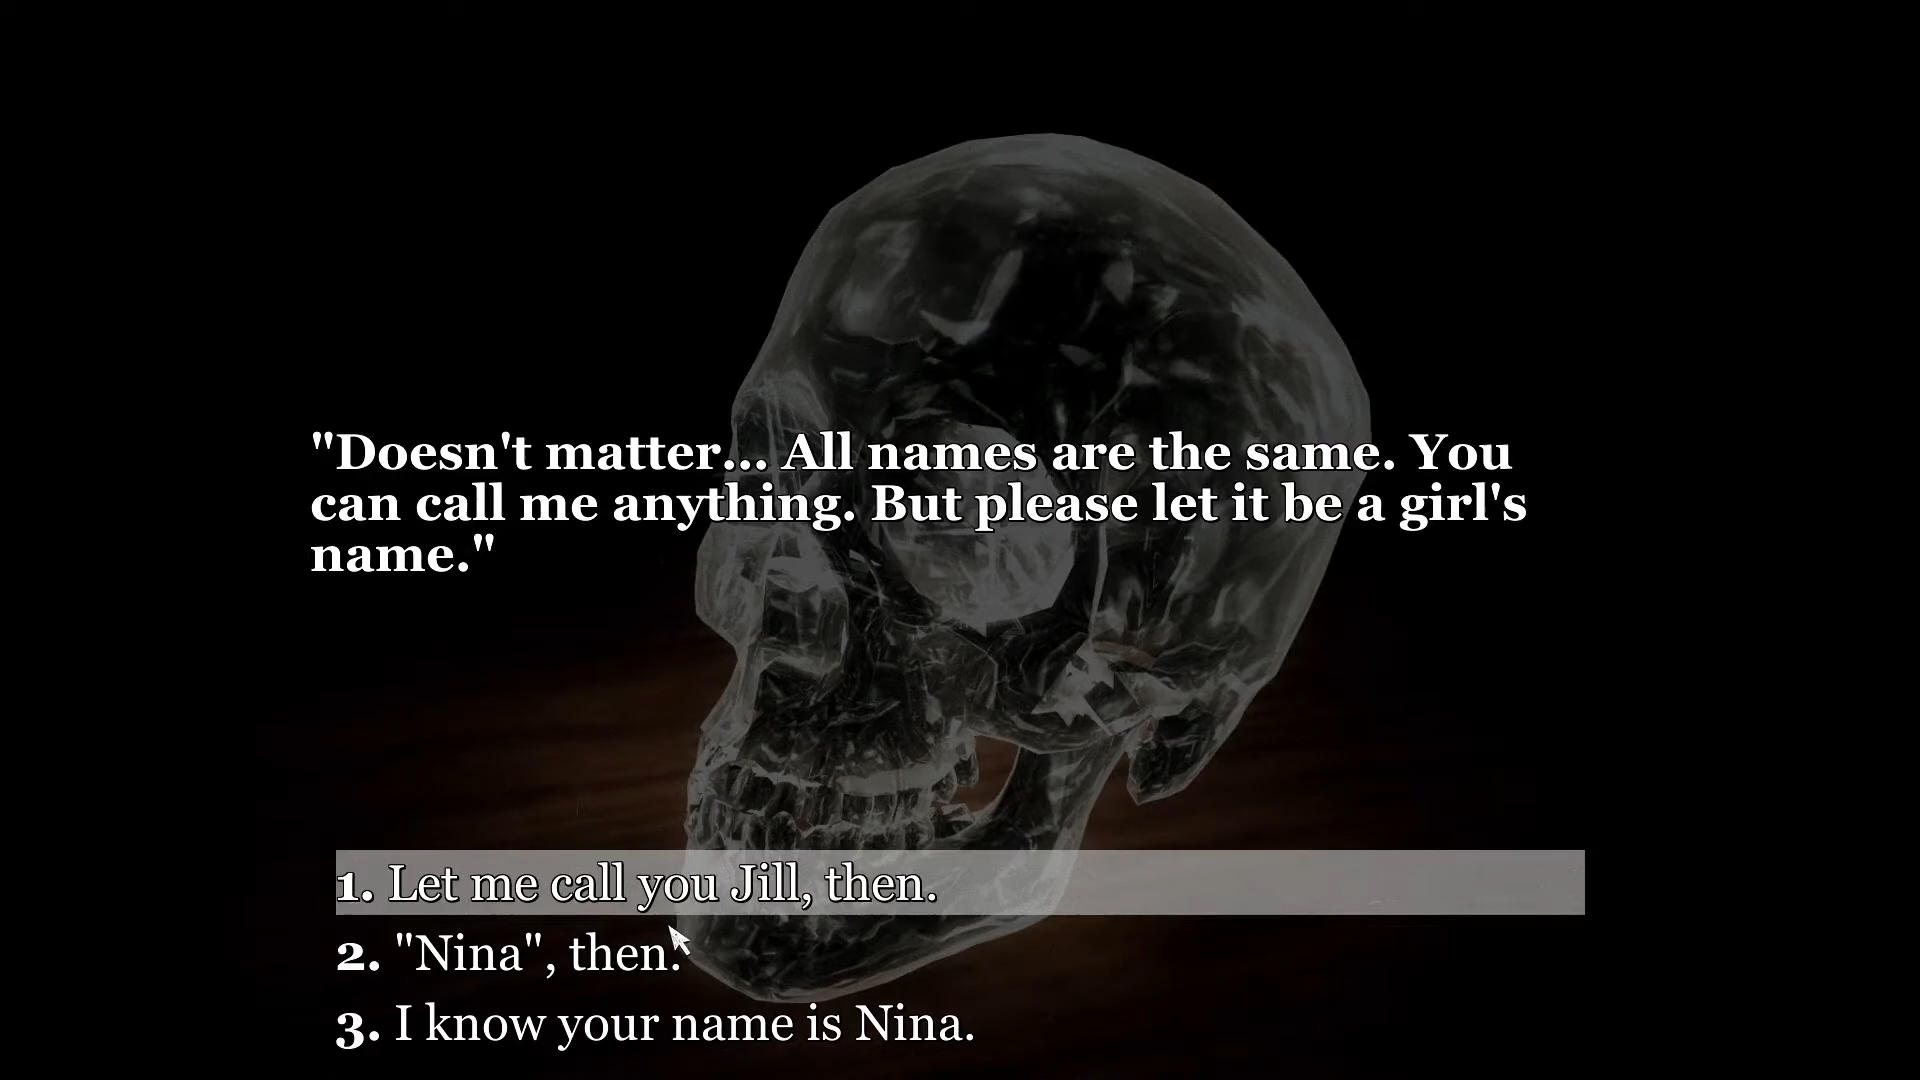 "Doesn't matter... All names are the same. You
can call me anything. But please let it be a girl's
name."
1. Let me call you Jill, then.
2. "Nina", then.
3. I know your name is Nina.